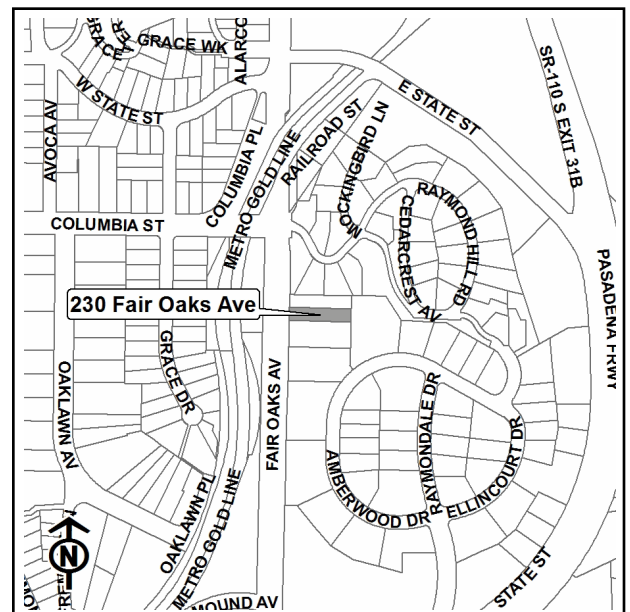 GRACE TER
GRACE WK
ALARCO
W STATE ST
AVOCA AV
COLUMBIA PL
METRO GOLD LINE
RAILROAD ST
MOCKINGBIRD LN
E STATE ST
SR-110 S EXIT 31B
COLUMBIA ST
CEDARCREST AV
RAYMOND HILL RD
PASADENA FRWY
230 Fair Oaks Ave
GRACE DR
OAKLAWN AV
FAIR OAKS AV
RAYMONDALE DR
AMBERWOOD DR
ELLINCOURT DR
OAKLAWN PL
METRO GOLD LINE
N
MOUND AV
STATE ST